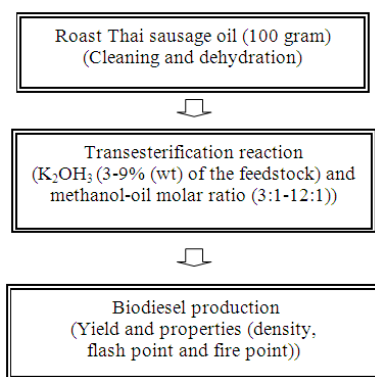 Roast Thai sausage oil (100 gram)
(Cleaning and dehydration)
Transesterification reaction
(K₂OH₃ (3-9% (wt) of the feedstock) and
methanol-oil molar ratio (3:1-12:1))
Biodiesel production
(Yield and properties (density,
flash point and fire point))